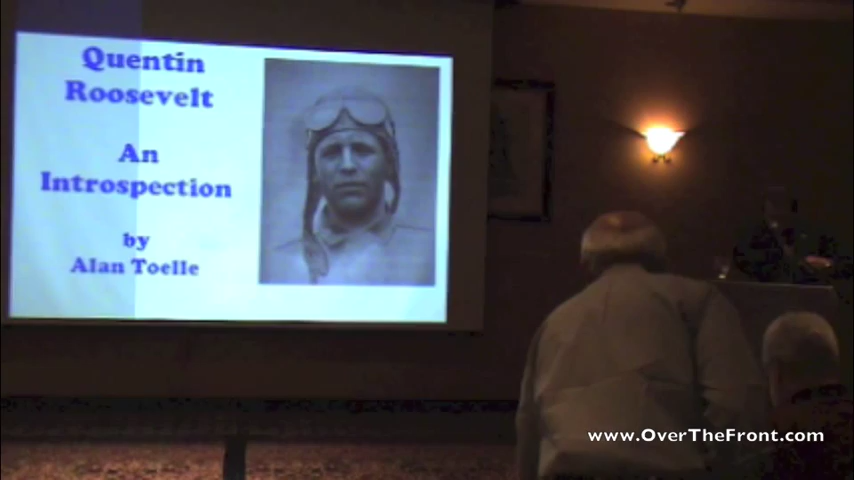 Quentin
Roosevelt
An
Introspection
by
Alan Toelle
www.OverTheFront.com